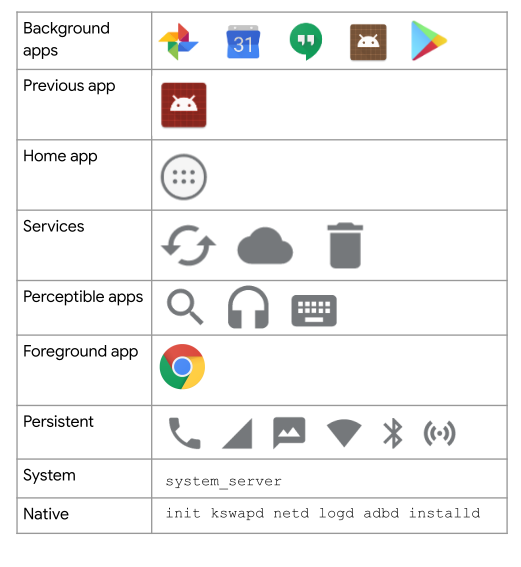 Background
apps
31
Previous app
Home app
Services
Perceptible apps
Foreground app
Persistent
System
system_server
Native
init kswapd netd logd adbd installd